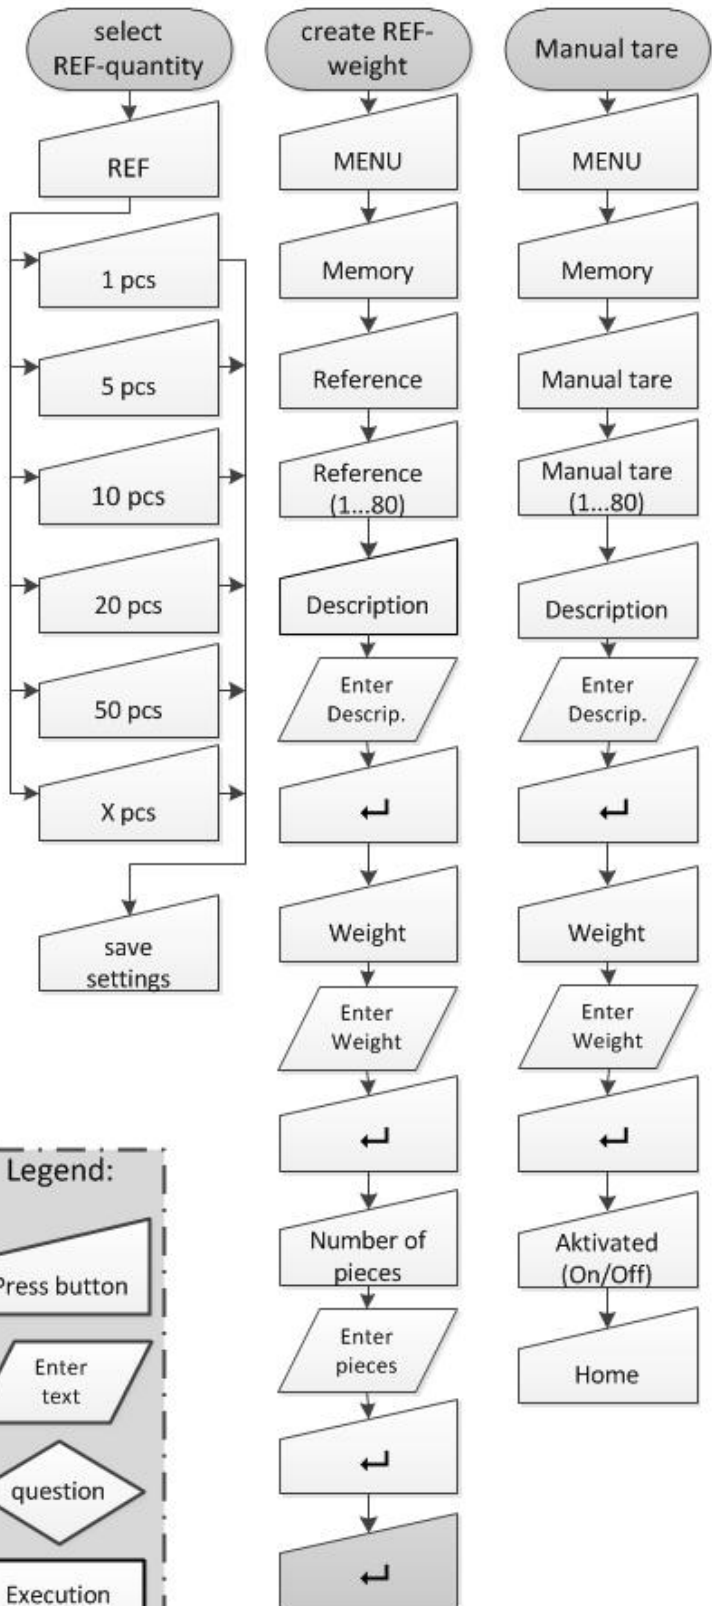 select
REF-quantity
REF
1 pcs
5 pcs
10 pcs
20 pcs
50 pcs
X pcs
save
settings
Legend:
Press button
Enter
text
question
Execution
create REF-
weight
MENU
Memory
Reference
Reference
(1...80)
Description
Enter
Descrip.
↵
Weight
Enter
Weight
↵
Number of
pieces
Enter
pieces
↵
↵
Manual tare
MENU
Memory
Manual tare
Manual tare
(1...80)
Description
Enter
Descrip.
↵
Weight
Enter
Weight
↵
Aktivated
(On/Off)
Home